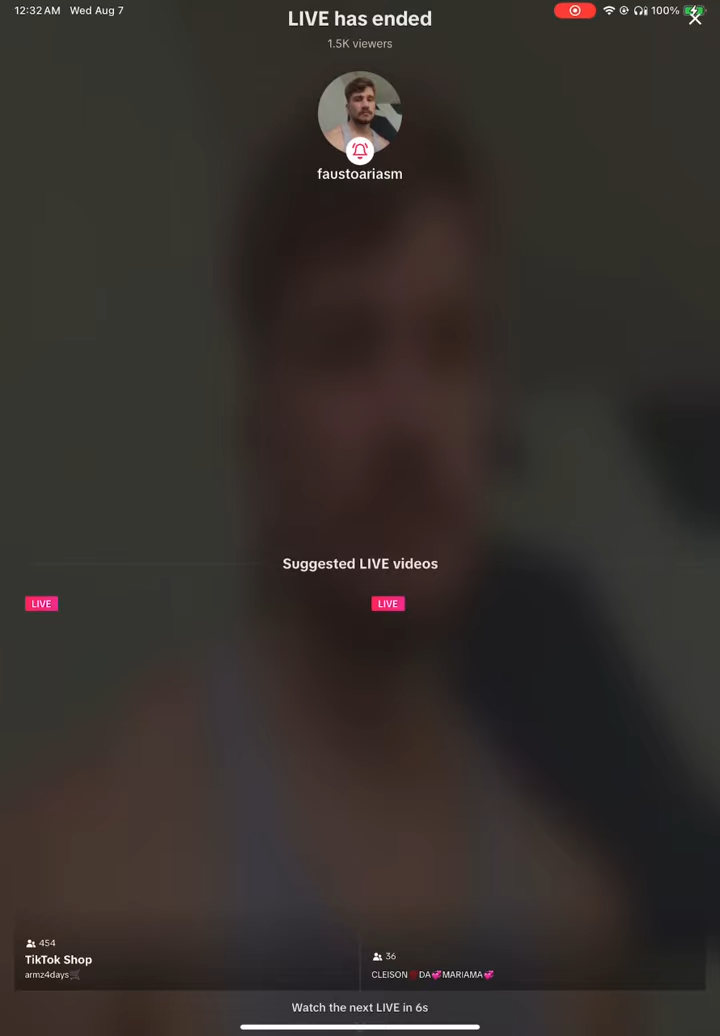 12:32 AM Wed Aug 7
100%
LIVE has ended
1.5K viewers
faustoariasm
Suggested LIVE videos
LIVE
LIVE
454
TikTok Shop
armz4days🛒
36
CLEISON🌹DA💞MARIAMA💞
Watch the next LIVE in 6s